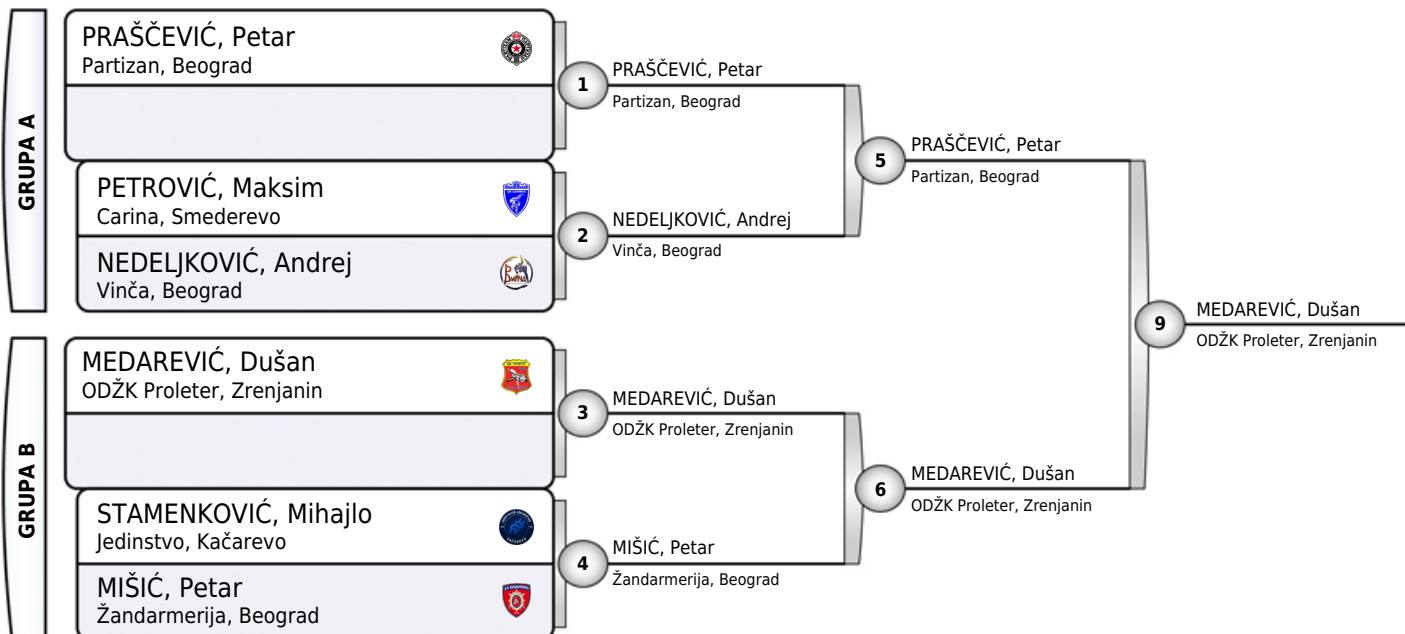 GRUPA A
PRAŠČEVIĆ, Petar
Partizan, Beograd
PETROVIĆ, Maksim
Carina, Smederevo
NEDELJKOVIĆ, Andrej
Vinča, Beograd
GRUPA B
MEDAREVIĆ, Dušan
ODŽK Proleter, Zrenjanin
STAMENKOVIĆ, Mihajlo
Jedinstvo, Kačarevo
MIŠIĆ, Petar
Žandarmerija, Beograd
1
PRAŠČEVIĆ, Petar
Partizan, Beograd
2
NEDELJKOVIĆ, Andrej
Vinča, Beograd
3
MEDAREVIĆ, Dušan
ODŽK Proleter, Zrenjanin
4
MIŠIĆ, Petar
Žandarmerija, Beograd
5
PRAŠČEVIĆ, Petar
Partizan, Beograd
6
MEDAREVIĆ, Dušan
ODŽK Proleter, Zrenjanin
9
MEDAREVIĆ, Dušan
ODŽK Proleter, Zrenjanin